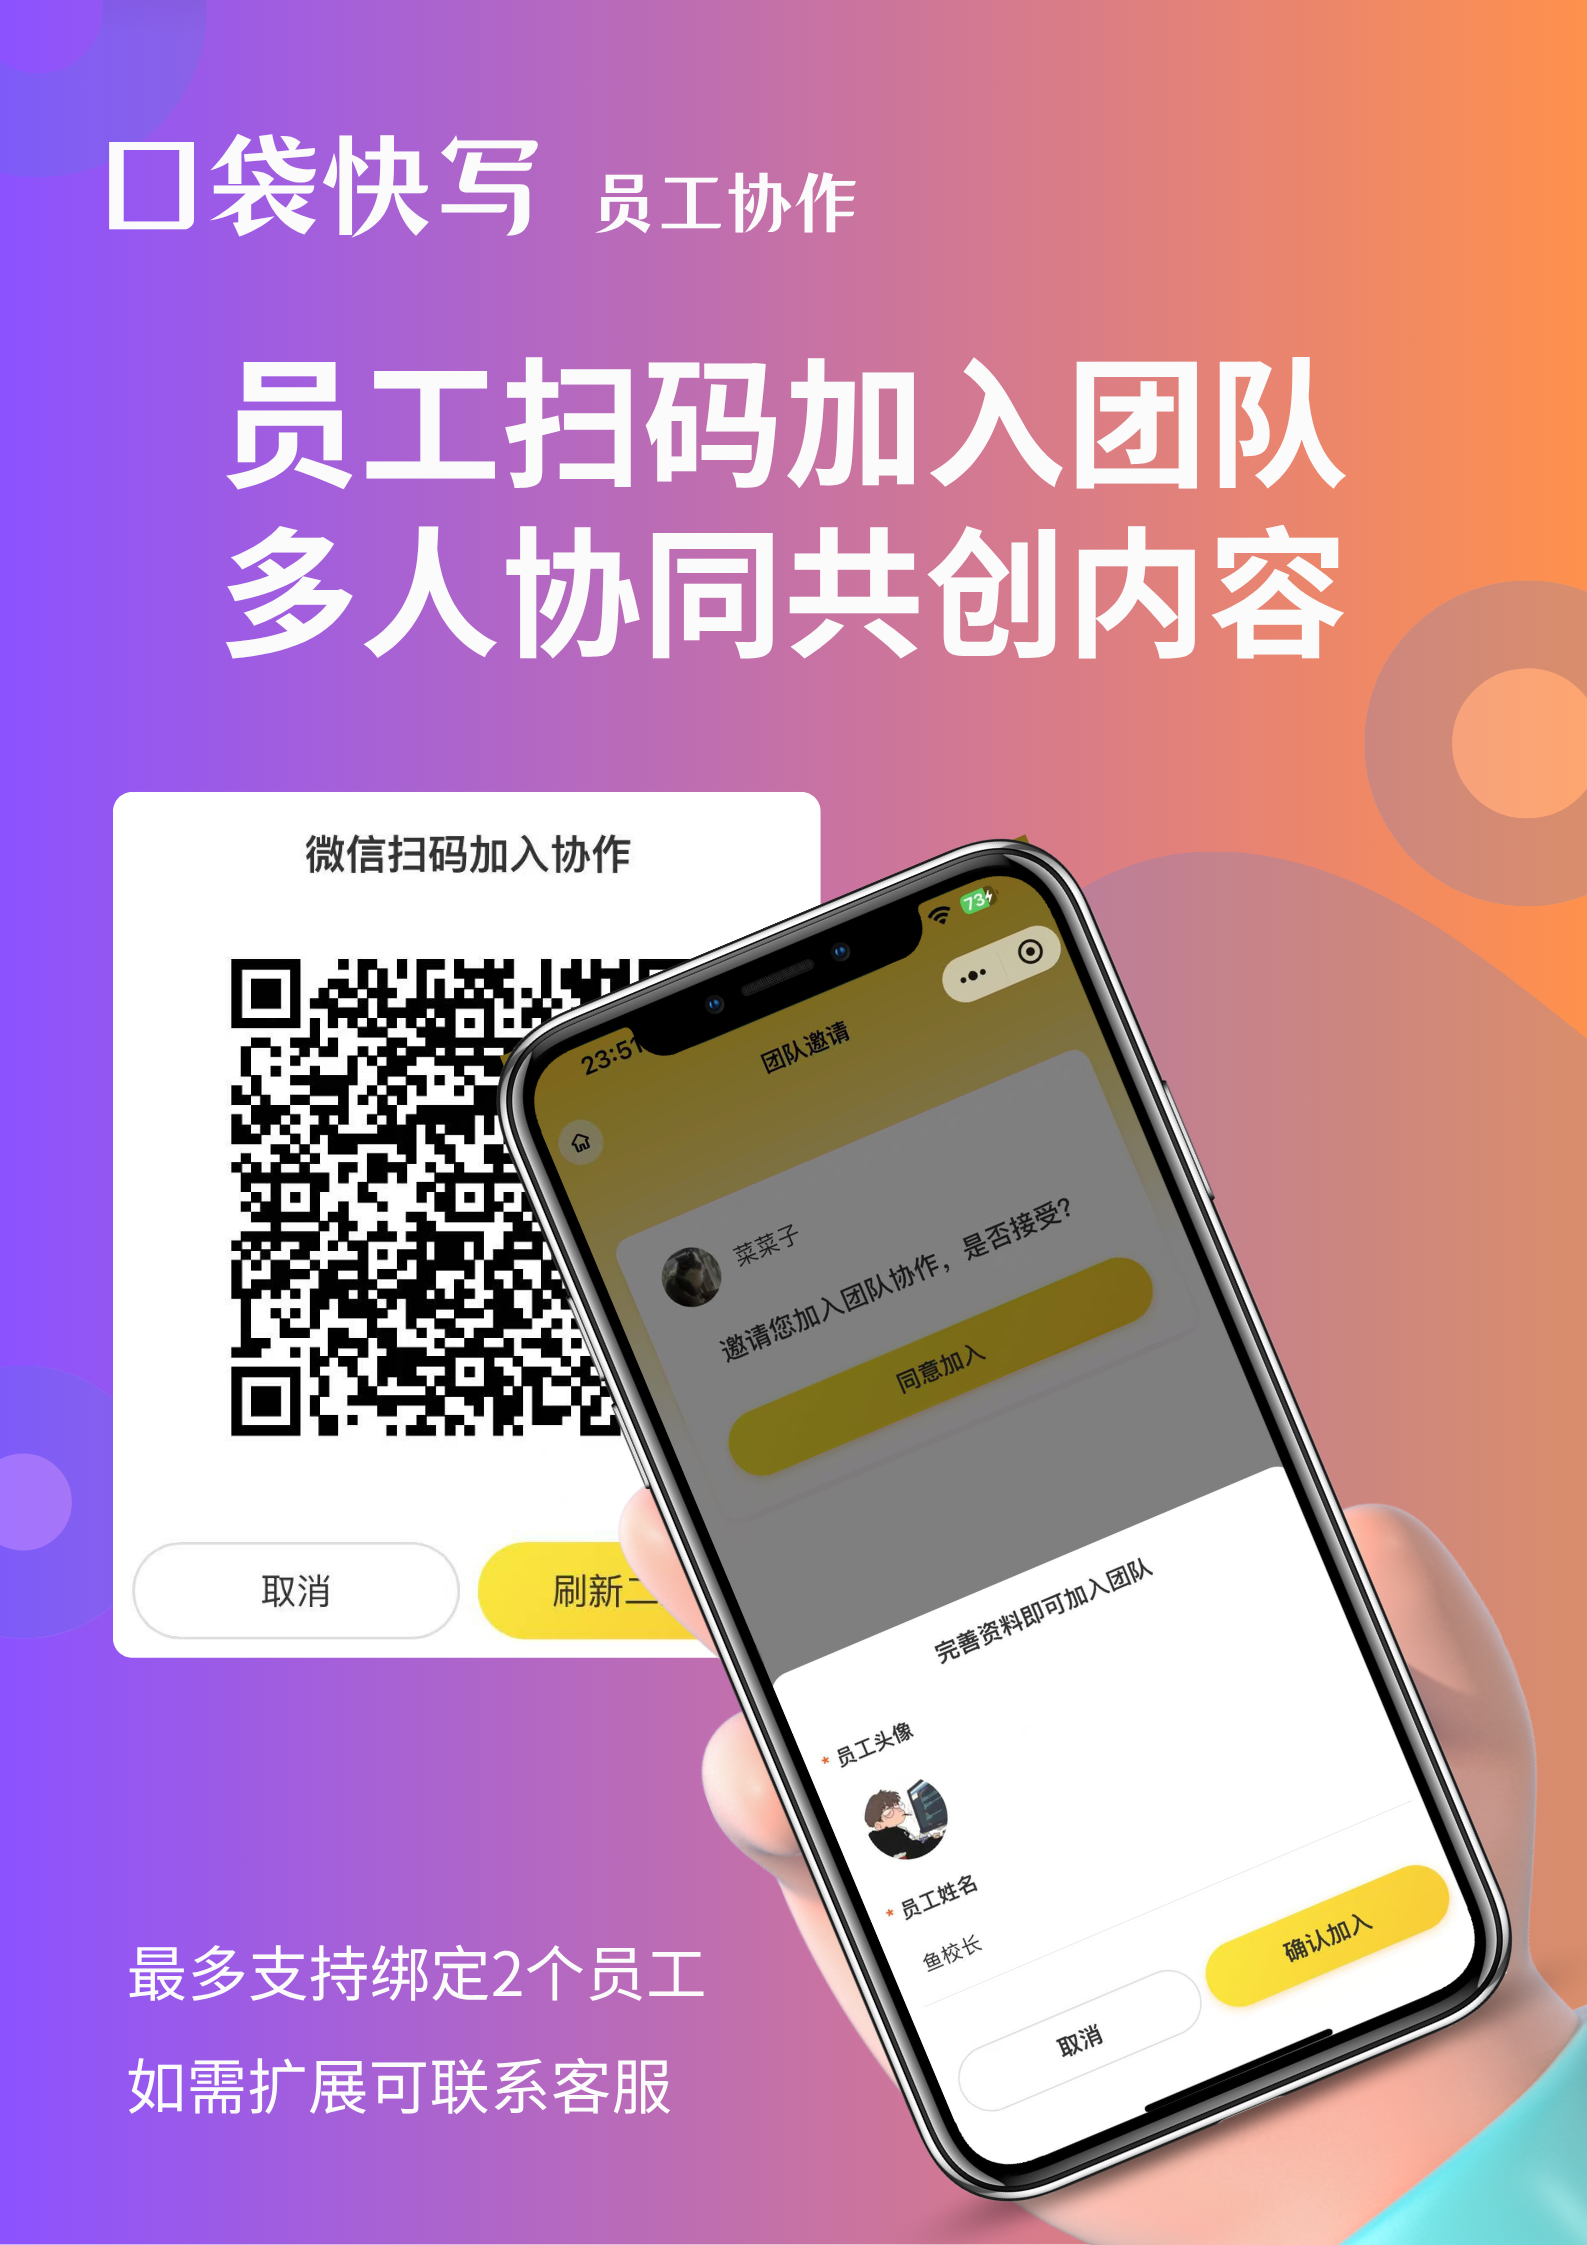 口袋快写 员工协作
员工扫码加入团队
多人协同共创内容
微信扫码加入协作
取消
刷新二
23:51
73
团队邀请
菜菜子
邀请您加入团队协作，是否接受？
同意加入
完善资料即可加入团队
* 员工头像
* 员工姓名
鱼校长
取消
确认加入
最多支持绑定2个员工
如需扩展可联系客服